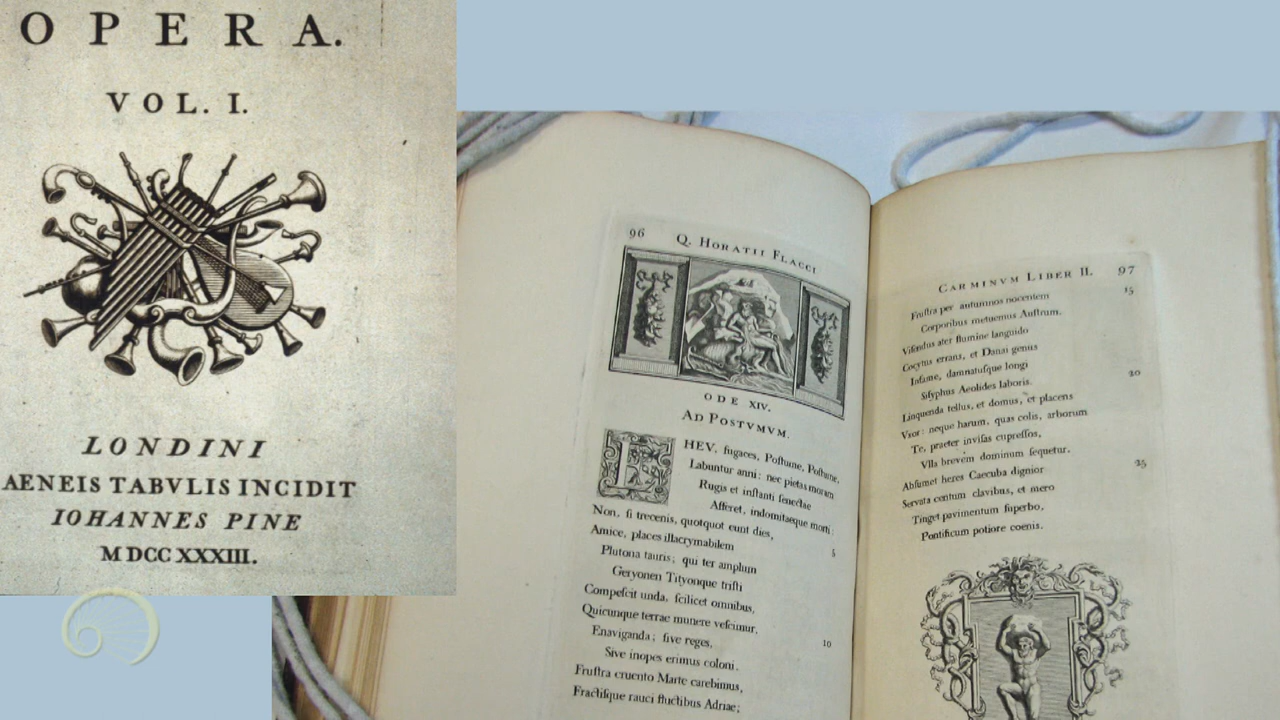 OPERA.
VOL. I.
LONDINI
AENEIS TABVLIS INCIDIT
IOHANNES PINE
MDCCXXXIII.
96 Q. HORATII FLACCI
ODE XIV.
AD POSTVMVM.
EHEV, fugaces, Poſtume, Poſtume,
Labuntur anni; nec pietas moram
Rugis et inſtanti ſenectae
Afferet, indomitaeque morti:
Non, ſi trecenis, quotquot eunt dies,
Amice, places illacrymabilem 5
Plutona tauris; qui ter amplum
Geryonen Tityonque triſti
Compeſcit unda, ſcilicet omnibus,
Quicunque terrae munere veſcimur,
Enaviganda; ſive reges, 10
Sive inopes erimus coloni.
Fruſtra cruento Marte carebimus,
Fractiſque rauci fluctibus Adriae;
CARMINVM LIBER II. 97
Fruſtra per autumnos nocentem 15
Corporibus metuemus Auſtrum.
Viſendus ater flumine languido
Cocytus errans, et Danai genus
Infame, damnatuſque longi
Siſyphus Aeolides laboris. 20
Linquenda tellus, et domus, et placens
Vxor: neque harum, quas colis, arborum
Te, praeter inviſas cupreſſos,
Vlla brevem dominum ſequetur.
Abſumet heres Caecuba dignior 25
Servata centum clavibus, et mero
Tinget pavimentum ſuperbo,
Pontificum potiore coenis.